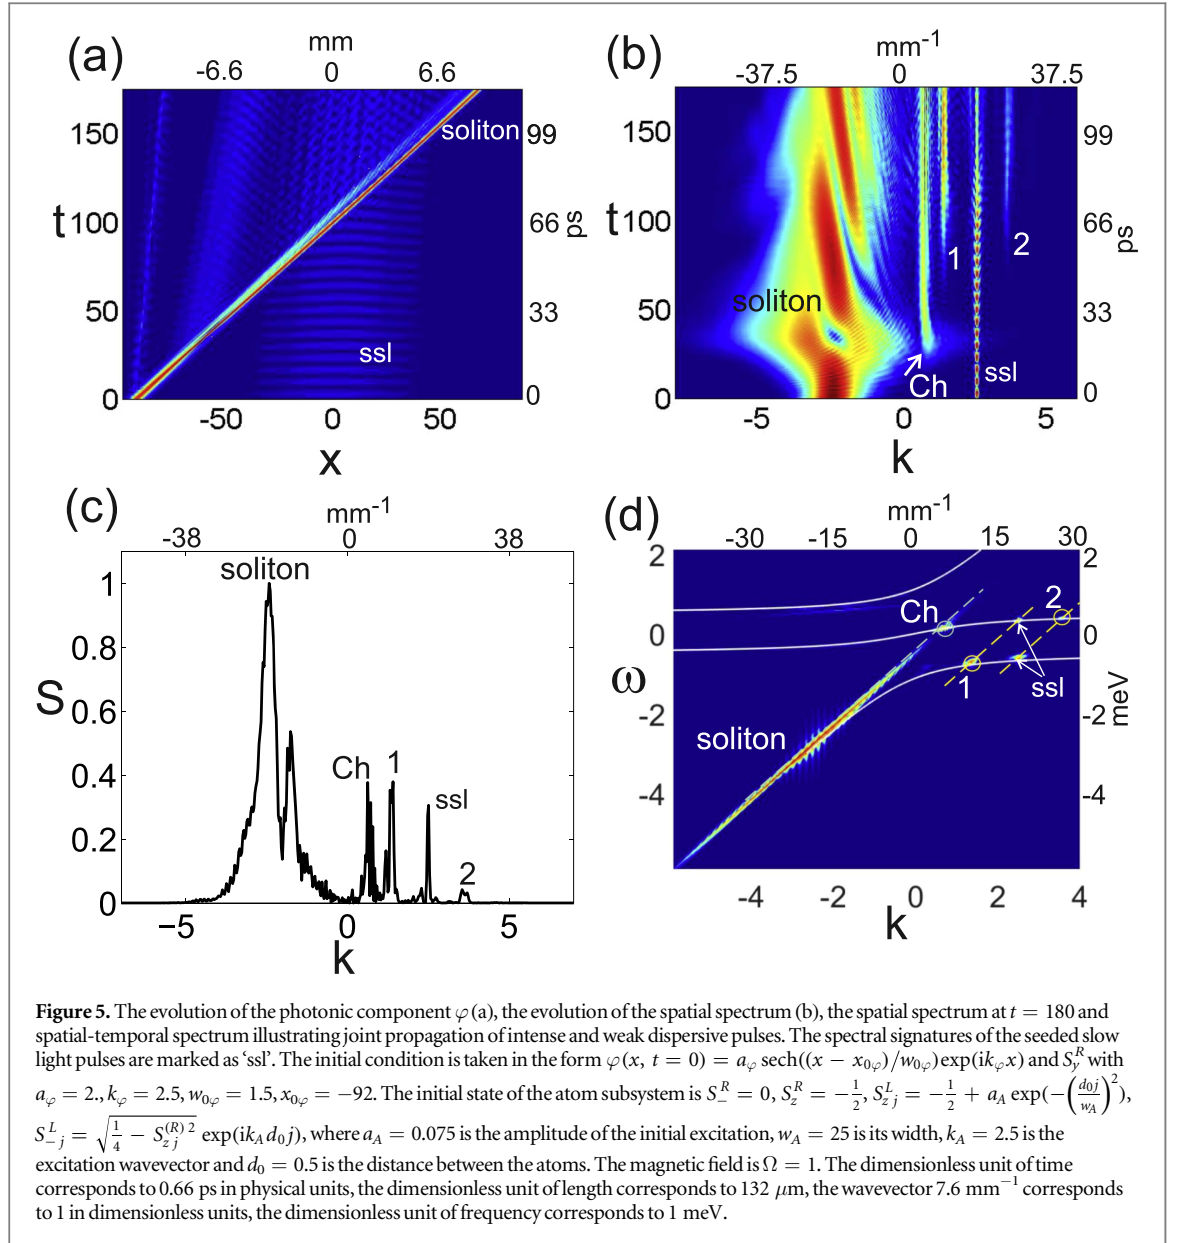 (a)
mm
-6.6 0 6.6
150
100
50
0
t
99
66
33
0
ps
soliton
ssl
-50 0 50
x
(b)
mm-1
-37.5 0 37.5
150
100
50
0
t
99
66
33
0
ps
soliton
Ch
1
2
ssl
-5 0 5
k
(c)
mm-1
-38 0 38
1
0.8
0.6
0.4
0.2
0
S
soliton
Ch 1
ssl
2
−5 0 5
k
(d)
mm-1
-30 -15 0 15 30
2
0
-2
-4
ω
2
0
-2
-4
meV
Ch
2
1
ssl
soliton
-4 -2 0 2 4
k
Figure 5. The evolution of the photonic component φ(a), the evolution of the spatial spectrum (b), the spatial spectrum at t = 180 and
spatial-temporal spectrum illustrating joint propagation of intense and weak dispersive pulses. The spectral signatures of the seeded slow
light pulses are marked as ‘ssl’. The initial condition is taken in the form φ(x, t = 0) = aφ sech((x − x0φ)/w0φ)exp(ikφx) and S_y^R with
aφ = 2., kφ = 2.5, w0φ = 1.5, x0φ = −92. The initial state of the atom subsystem is S_−^R = 0, S_z^R = −1/2, S_{z j}^L = −1/2 + aA exp(−(d0j/wA)^2),
S_{− j}^L = √(1/4 − S_{z j}^{(R) 2}) exp(ikAd0j), where aA = 0.075 is the amplitude of the initial excitation, wA = 25 is its width, kA = 2.5 is the
excitation wavevector and d0 = 0.5 is the distance between the atoms. The magnetic field is Ω = 1. The dimensionless unit of time
corresponds to 0.66 ps in physical units, the dimensionless unit of length corresponds to 132 μm, the wavevector 7.6 mm−1 corresponds
to 1 in dimensionless units, the dimensionless unit of frequency corresponds to 1 meV.